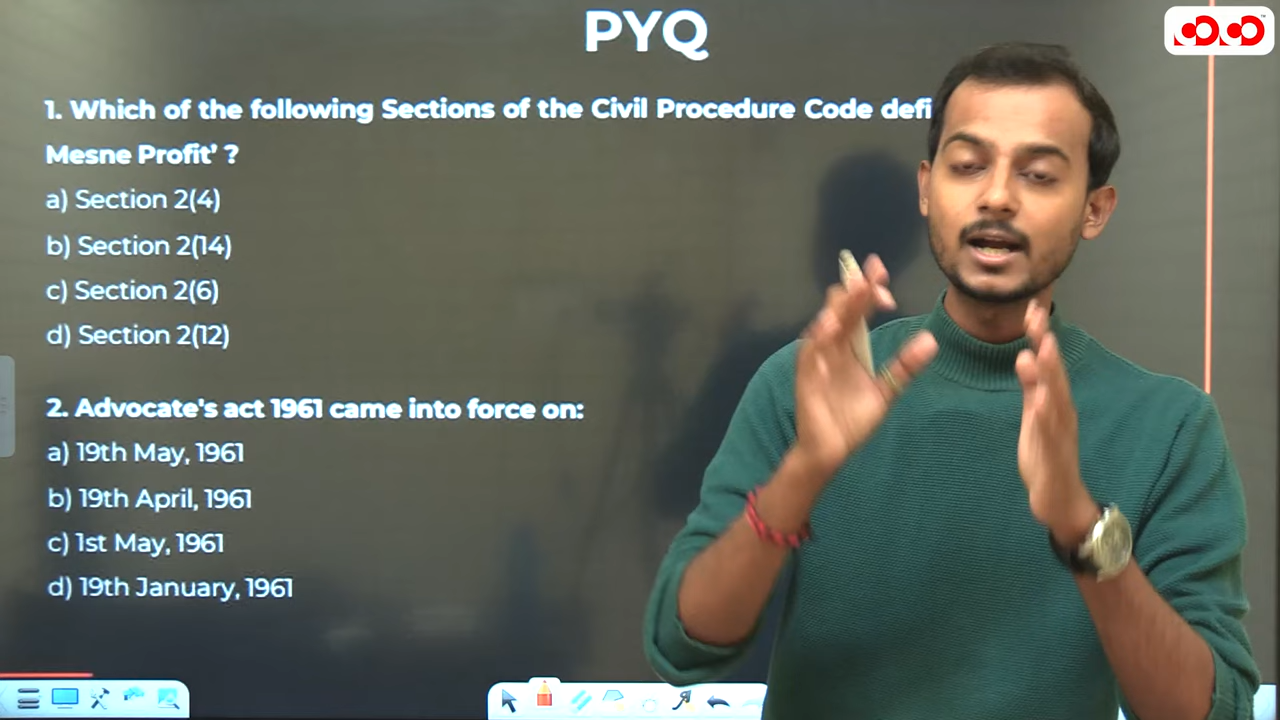 PYQ
1. Which of the following Sections of the Civil Procedure Code
Mesne Profit' ?
a) Section 2(4)
b) Section 2(14)
c) Section 2(6)
d) Section 2(12)
2. Advocate's act 1961 came into force on:
a) 19th May, 1961
b) 19th April, 1961
c) 1st May, 1961
d) 19th January, 1961